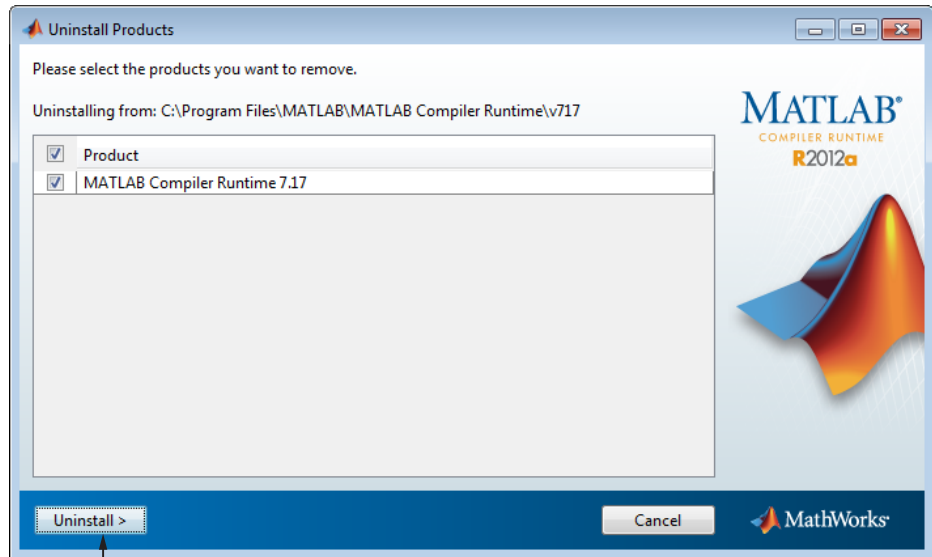 Uninstall Products
Please select the products you want to remove.
Uninstalling from: C:\Program Files\MATLAB\MATLAB Compiler Runtime\v717
MATLAB®
COMPILER RUNTIME
R2012a
Product
MATLAB Compiler Runtime 7.17
Uninstall >
Cancel
MathWorks®